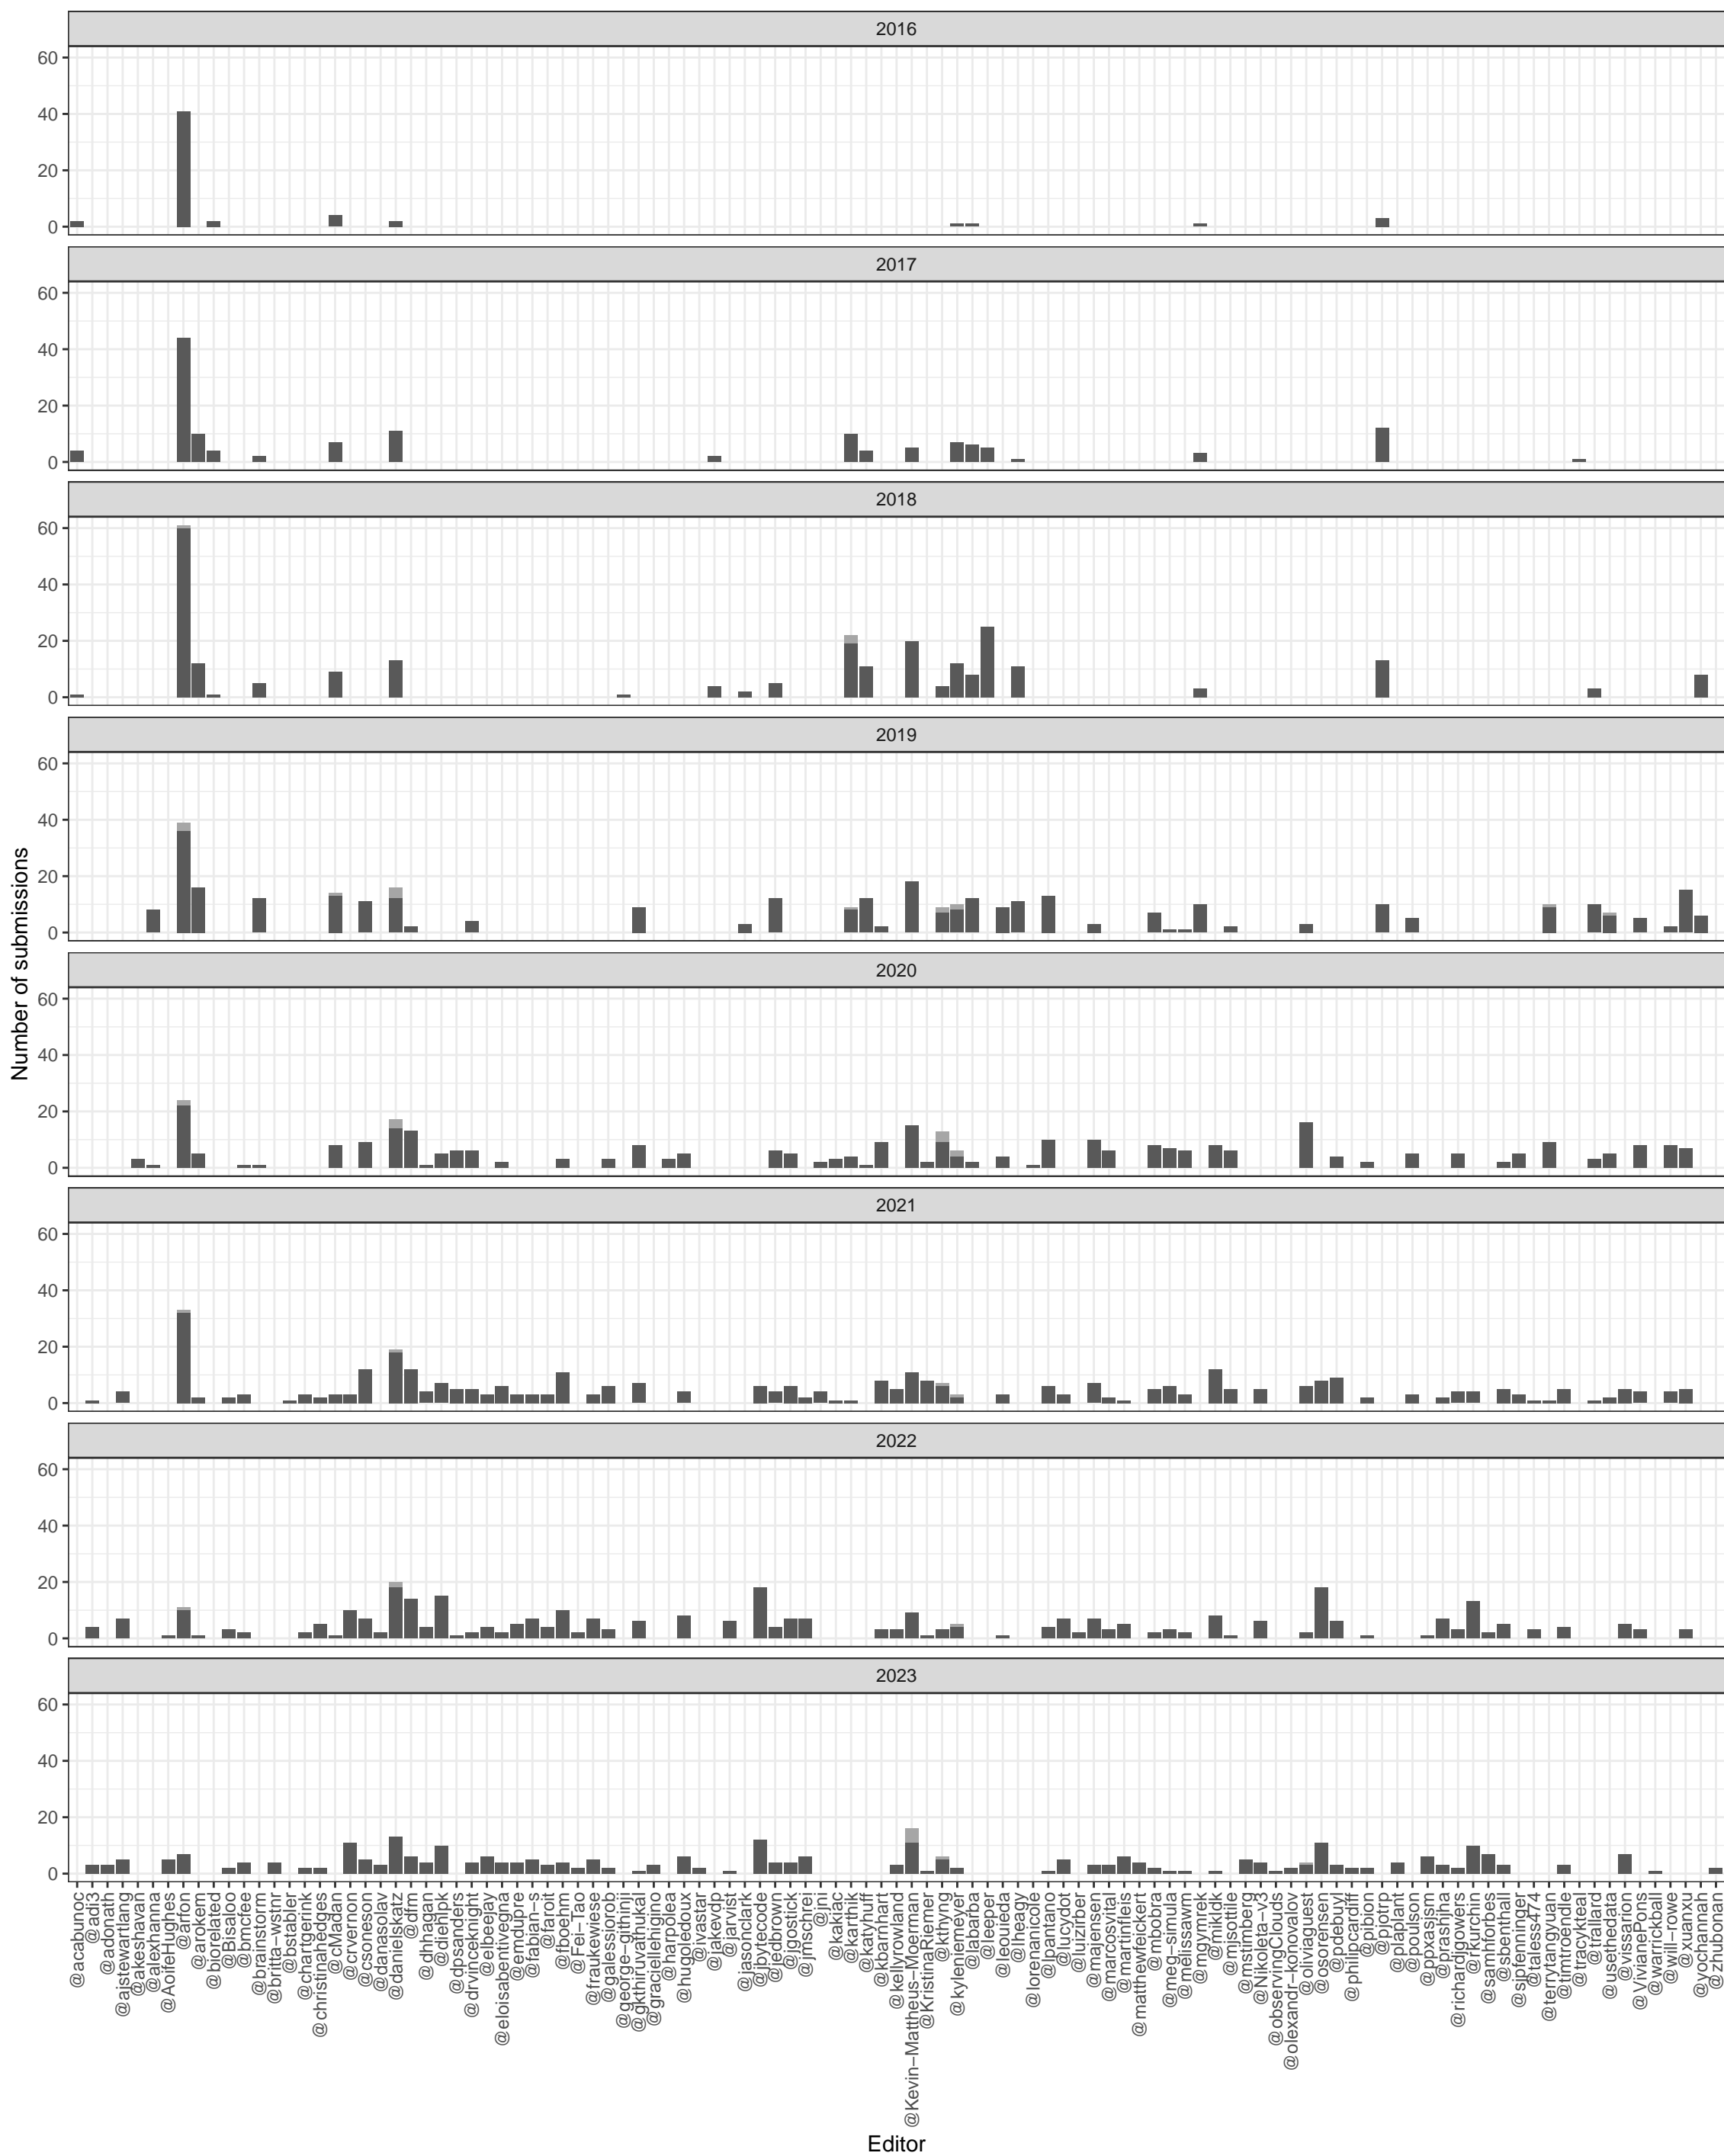 2016
60
40
20
0
2017
60
40
20
0
2018
60
40
20
0
2019
60
40
20
0
2020
60
40
20
0
2021
60
40
20
0
2022
60
40
20
0
2023
60
40
20
0
Number of submissions
@acabunoc
@adi3
@adonath
@ajstewartlang
@akeshavan
@alexhanna
@AoifeHughes
@arfon
@arokem
@biorelated
@Bisaloo
@bmcfee
@brainstorm
@britta-wstnr
@bstabler
@chartgerink
@christinahedges
@cMadan
@crvernon
@csoneson
@danasolav
@danielskatz
@dfm
@dhhagan
@diehlpk
@dpsanders
@drvinceknight
@elbeejay
@eloisabentivegna
@emdupre
@fabian-s
@faroit
@fboehm
@Fei-Tao
@fraukewiese
@galessiorob
@george-githinji
@gkthiruvathukal
@graciellehigino
@harpolea
@hugoledoux
@ivastar
@jakevdp
@jarvist
@jasonclark
@jbytecode
@jedbrown
@jgostick
@jmschrei
@jni
@kakiac
@karthik
@katyhuff
@kbarnhart
@kellyrowland
@Kevin-Mattheus-Moerman
@KristinaRiemer
@kthyng
@kyleniemeyer
@labarba
@leeper
@leouieda
@lheagy
@lorenanicole
@lpantano
@lucydot
@luizirber
@majensen
@marcosvital
@martinfleis
@matthewfeickert
@mbobra
@meg-simula
@melissawm
@mgymrek
@mikldk
@mjsottile
@mstimberg
@Nikoleta-v3
@observingClouds
@olexandr-konovalov
@oliviaguest
@osorensen
@pdebuyl
@philipcardiff
@pibion
@pjotrp
@plaplant
@poulson
@ppxasjsm
@prashjha
@richardjgowers
@rkurchin
@samhforbes
@sbenthall
@sjpfenninger
@taless474
@terrytangyuan
@timtroendle
@tracykteal
@trallard
@usethedata
@vissarion
@VivianePons
@warrickball
@will-rowe
@xuanxu
@yochannah
@zhubonan
Editor